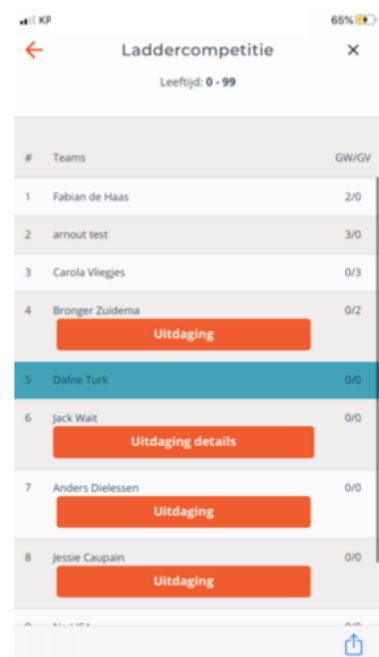 KP 65%
Laddercompetitie
Leeftijd: 0 - 99
# Teams GW/GV
1 Fabian de Haas 2/0
2 arnout test 3/0
3 Carola Vliegjes 0/3
4 Bronger Zuidema 0/2
Uitdaging
5 Dafne Turk 0/0
6 Jack Wait 0/0
Uitdaging details
7 Anders Dielessen 0/0
Uitdaging
8 Jessie Caupain 0/0
Uitdaging